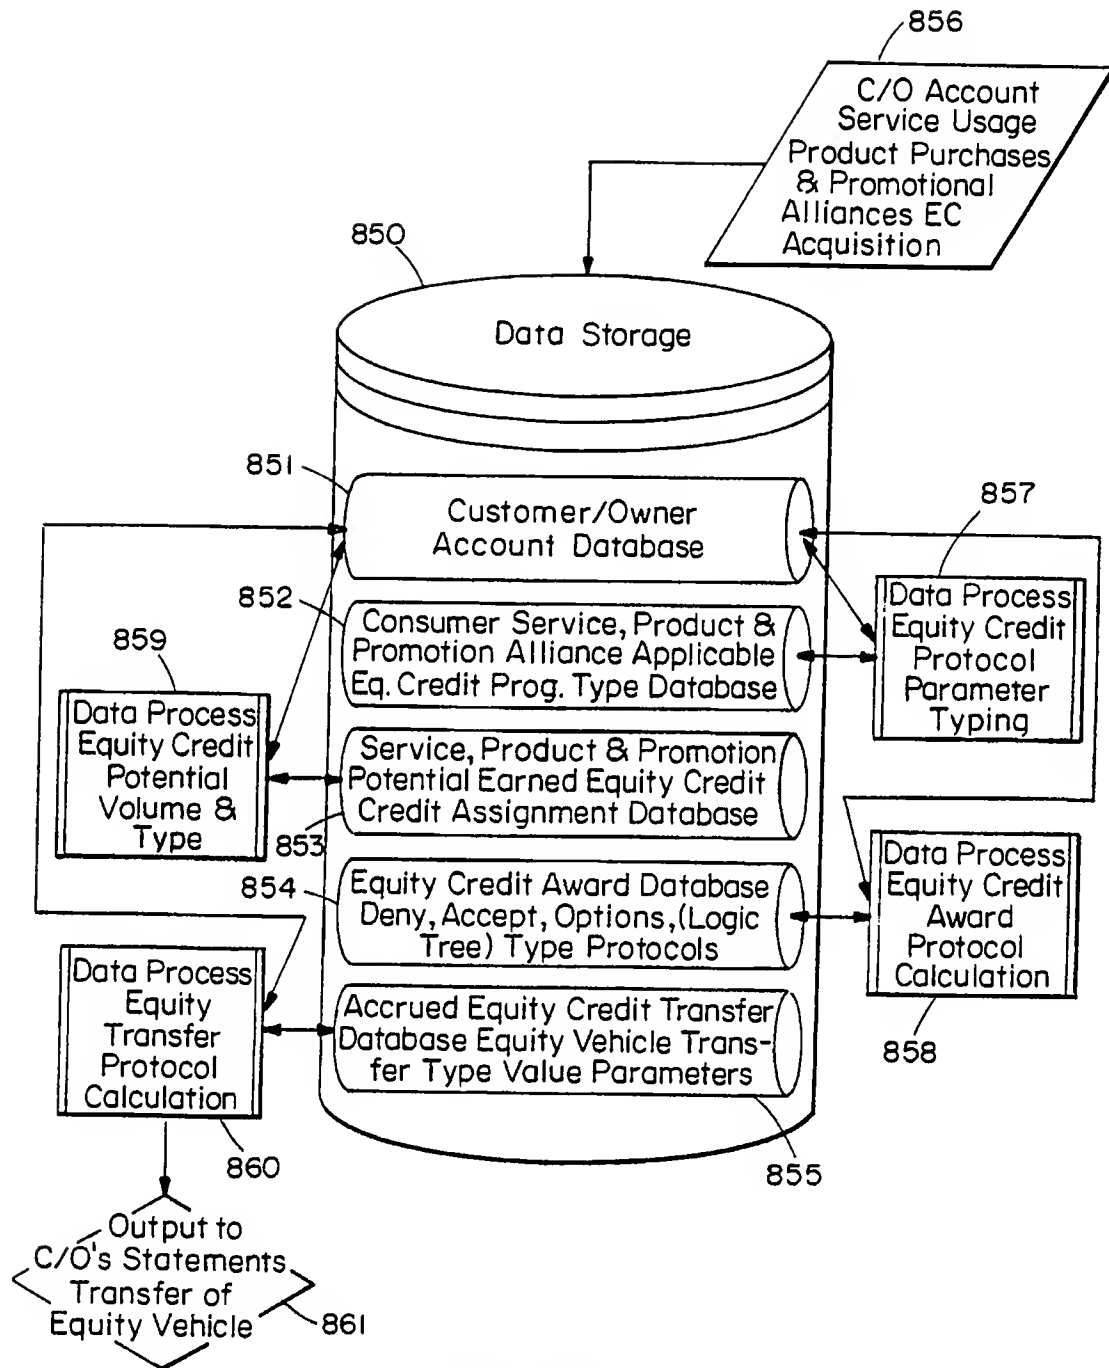 856
C/O Account
Service Usage
Product Purchases
& Promotional
Alliances EC
Acquisition
850
Data Storage
851
Customer/Owner
Account Database
857
Data Process
Equity Credit
Protocol
Parameter
Typing
852
Consumer Service, Product &
Promotion Alliance Applicable
Eq. Credit Prog. Type Database
859
Data Process
Equity Credit
Potential
Volume &
Type
Service, Product & Promotion
Potential Earned Equity Credit
Credit Assignment Database
853
854
Equity Credit Award Database
Deny, Accept, Options, (Logic
Tree) Type Protocols
Data Process
Equity Credit
Award
Protocol
Calculation
858
Data Process
Equity
Transfer
Protocol
Calculation
860
Accrued Equity Credit Transfer
Database Equity Vehicle Trans-
fer Type Value Parameters
855
Output to
C/O's Statements
Transfer of
Equity Vehicle
861